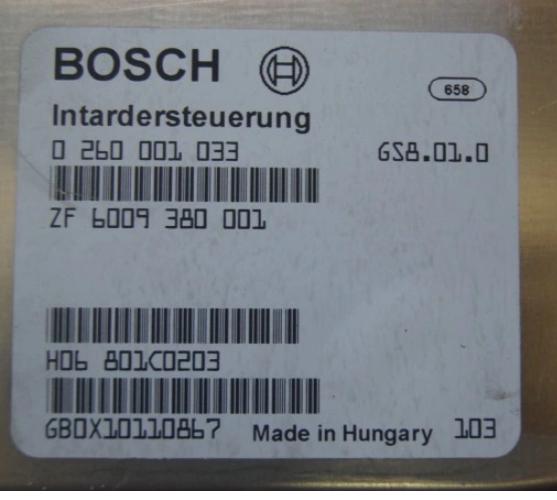 BOSCH
658
Intardersteuerung
0 260 001 033 GS8.01.0
ZF 6009 380 001
H06 801C0203
GB0X10110867 Made in Hungary 103